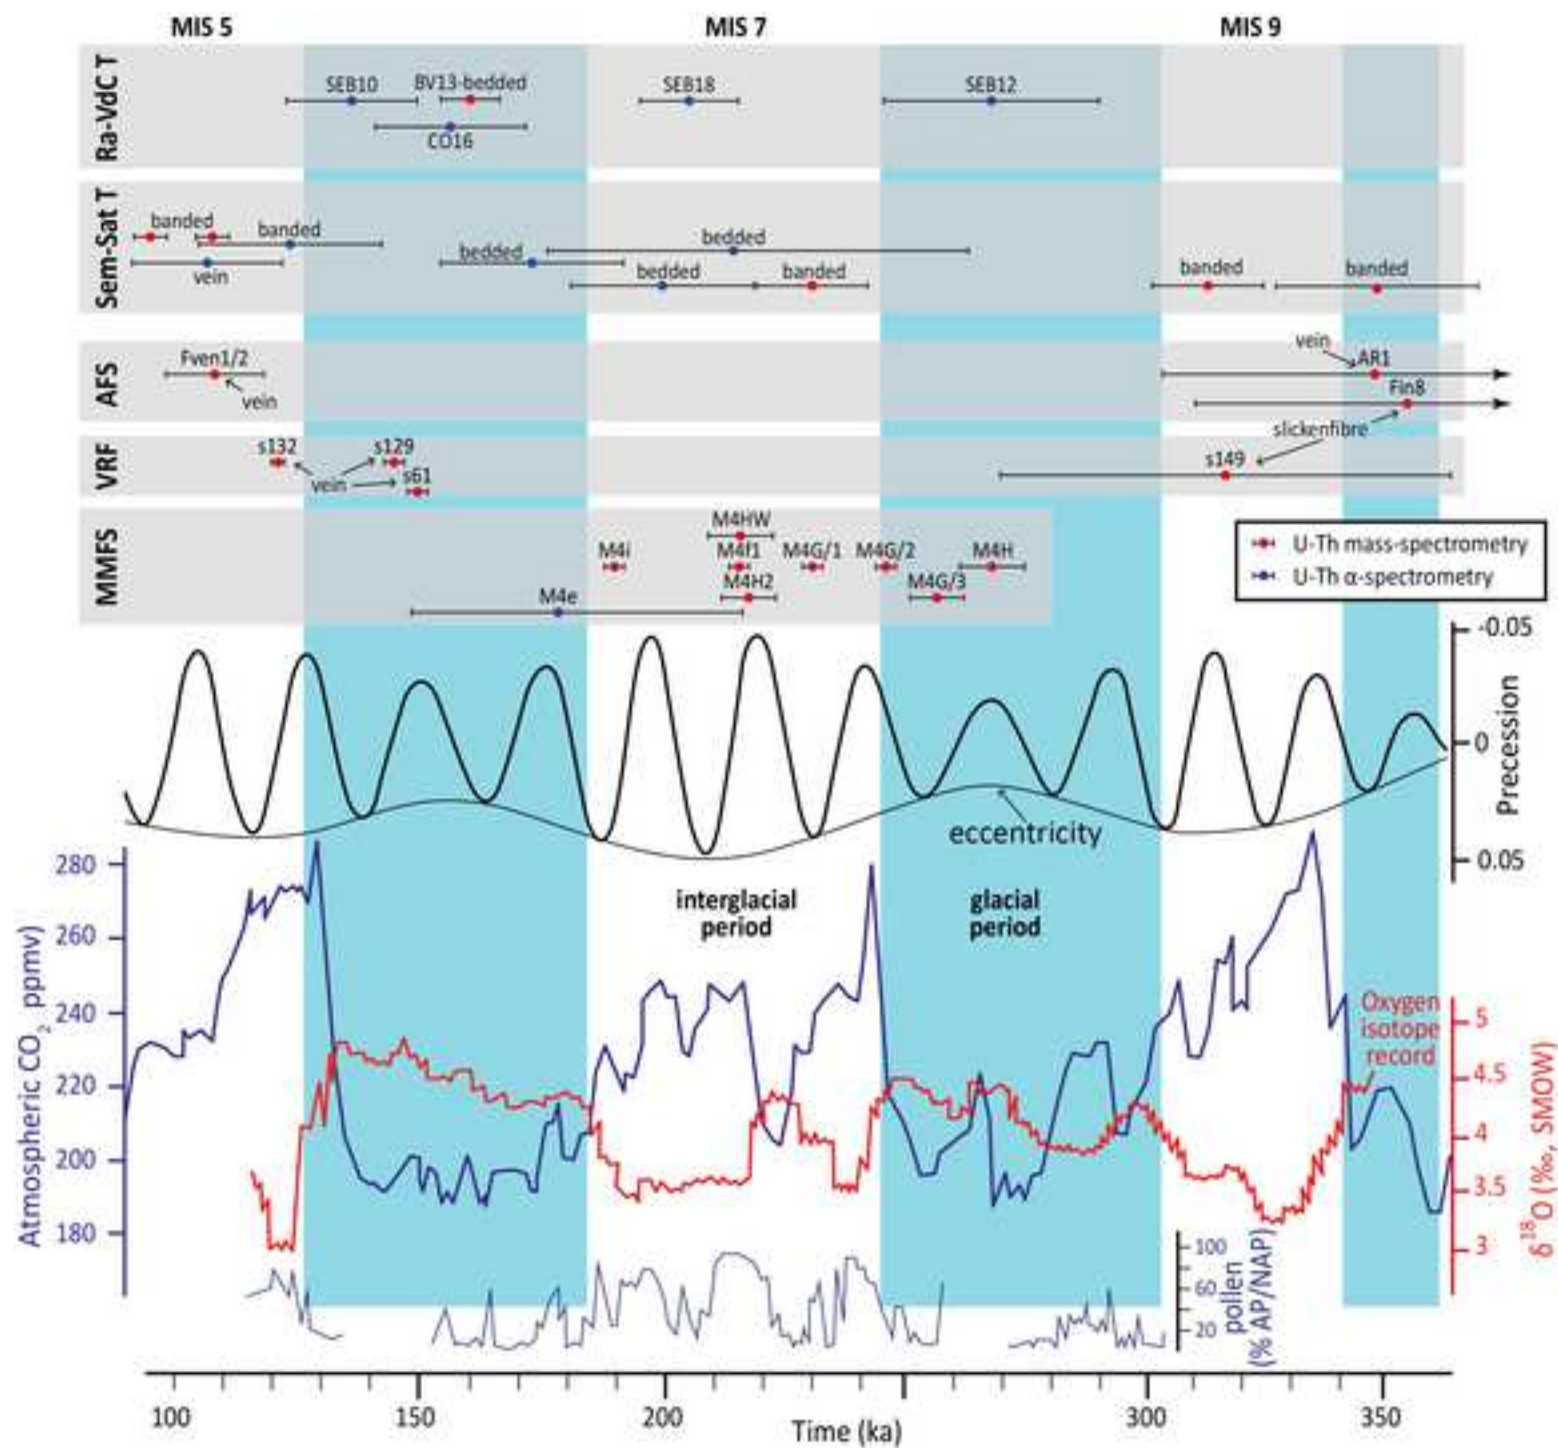 MIS 5 MIS 7 MIS 9
Ra-VdC T
SEB10 BV13-bedded SEB18 SEB12
CO16
Sem-Sat T
banded
banded
vein
bedded
bedded
bedded banded
banded banded
AFS
Fven1/2
vein
vein
AR1
Fin8
slickenfibre
VRF
s132 s129
vein s61
s149
MMFS
M4HW
M4i M4f1 M4G/1 M4G/2 M4H
M4H2 M4G/3
M4e
U-Th mass-spectrometry
U-Th α-spectrometry
-0.05
0
0.05
Precession
eccentricity
interglacial
period
glacial
period
280
260
240
220
200
180
Atmospheric CO2 ppmv)
Oxygen
isotope
record
5
4.5
4
3.5
3
δ18O (‰, SMOW)
100
60
20
pollen
(% AP/NAP)
100 150 200 300 350
Time (ka)